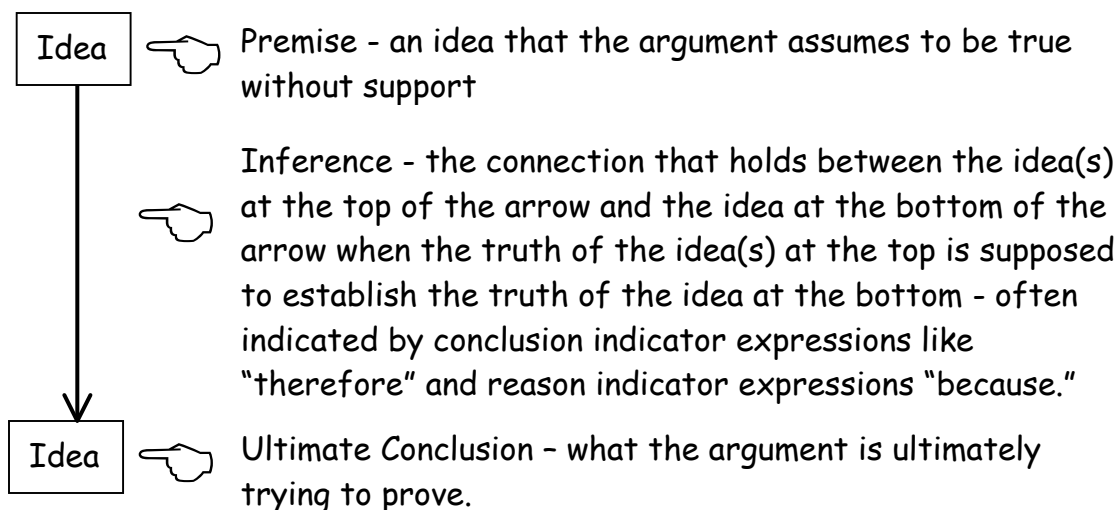 Idea
Premise - an idea that the argument assumes to be true
without support
Inference - the connection that holds between the idea(s)
at the top of the arrow and the idea at the bottom of the
arrow when the truth of the idea(s) at the top is supposed
to establish the truth of the idea at the bottom - often
indicated by conclusion indicator expressions like
“therefore” and reason indicator expressions “because.”
Idea
Ultimate Conclusion – what the argument is ultimately
trying to prove.